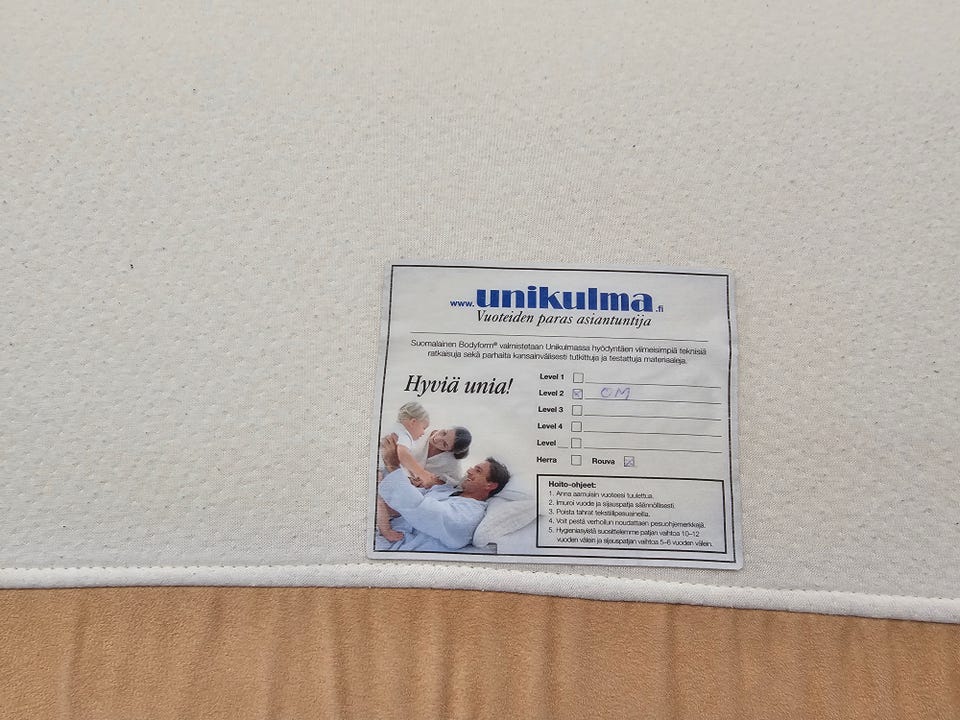 www.unikulma.fi
Vuoteiden paras asiantuntija
Suomalainen Bodyform® valmistetaan Unikulmassa hyödyntäen viimeisimpiä teknisiä
ratkaisuja sekä parhaita kansainvälisesti tutkittuja ja testattuja materiaaleja.
Hyviä unia!
Level 1
Level 2 OM
Level 3
Level 4
Level
Herra Rouva
Hoito-ohjeet:
1. Anna aamuisin vuoteesi tuulettua.
2. Imuroi vuode ja sijauspatja säännöllisesti.
3. Poista tahrat tekstiilipesuaineilla.
4. Voit pestä verhoilun noudattaen pesuohjemerkkejä.
5. Hygieniasyistä suosittelemme patjan vaihtoa 10–12
vuoden välein ja sijauspatjan vaihtoa 5–6 vuoden välein.